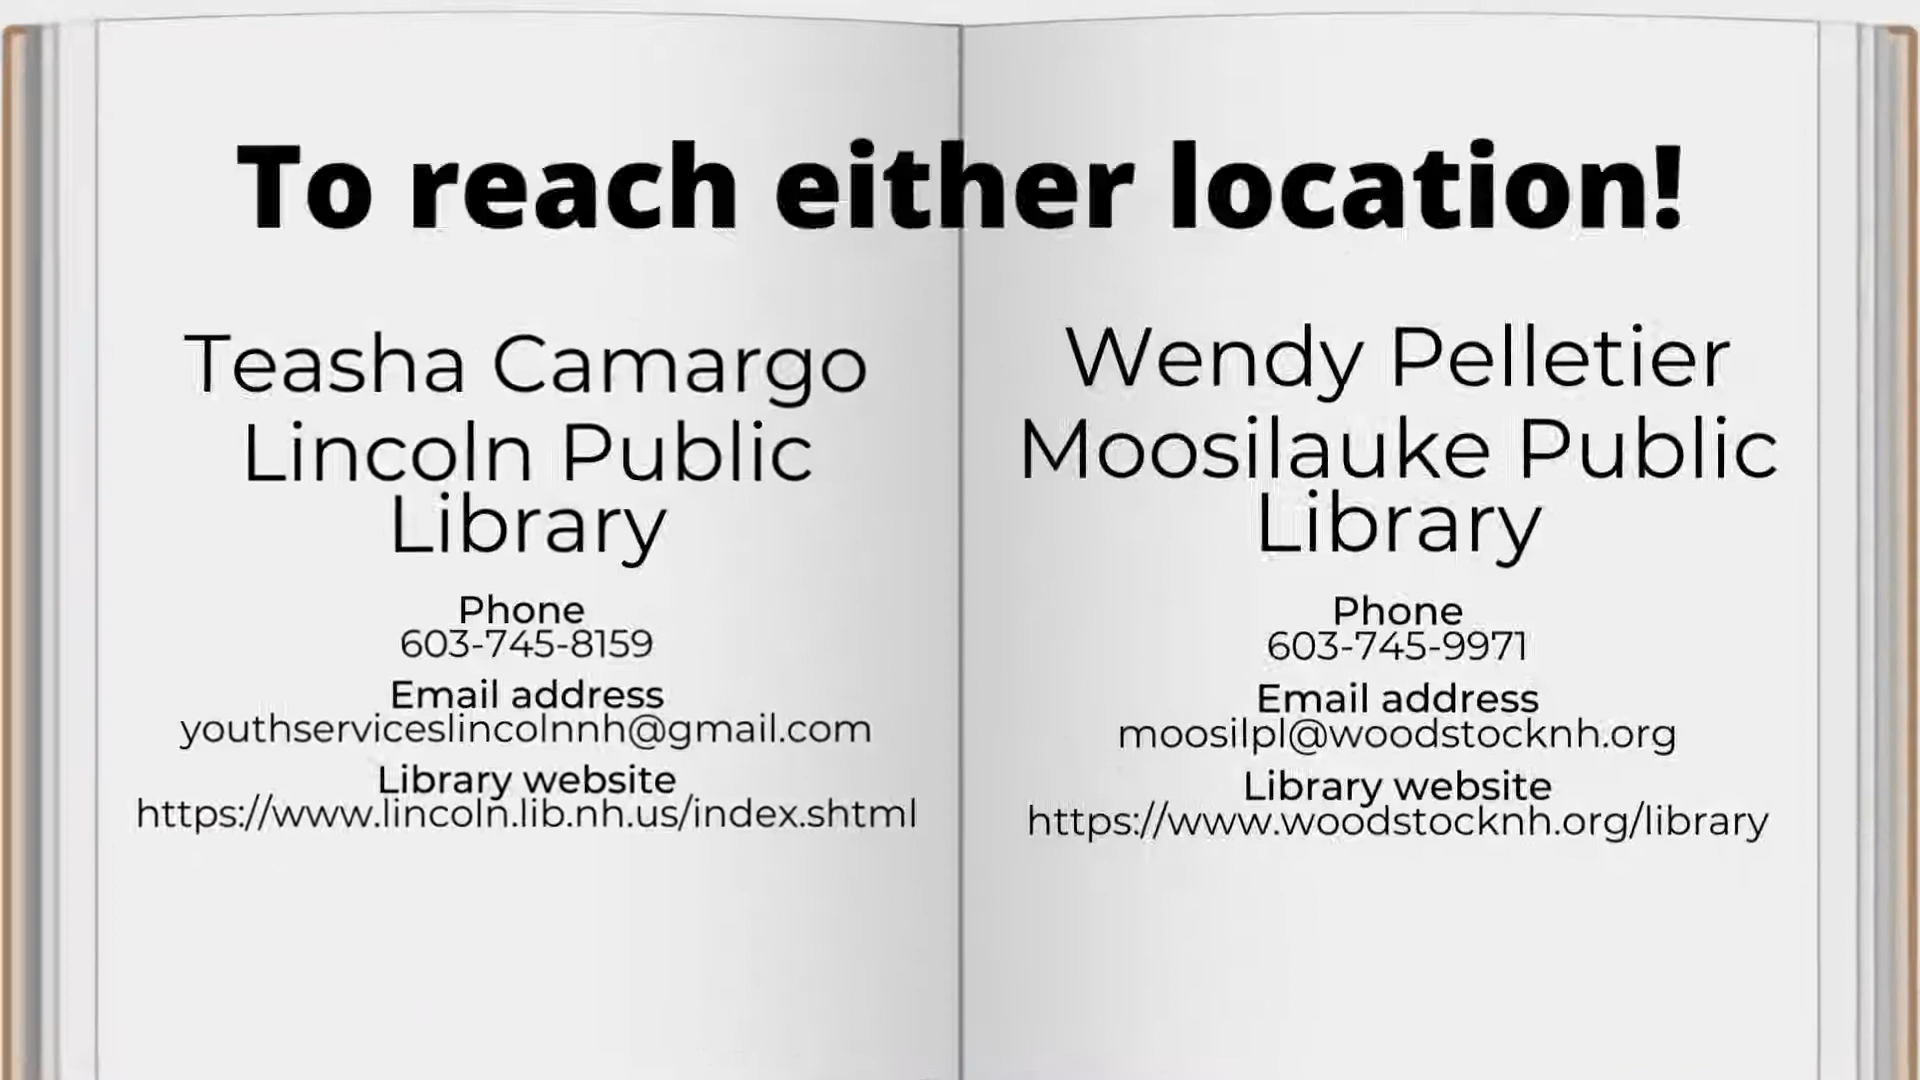 To reach either location!
Teasha Camargo
Lincoln Public
Library
Phone
603-745-8159
Email address
youthserviceslincolnnh@gmail.com
Library website
https://www.lincoln.lib.nh.us/index.shtml
Wendy Pelletier
Moosilauke Public
Library
Phone
603-745-9971
Email address
moosilpl@woodstocknh.org
Library website
https://www.woodstocknh.org/library